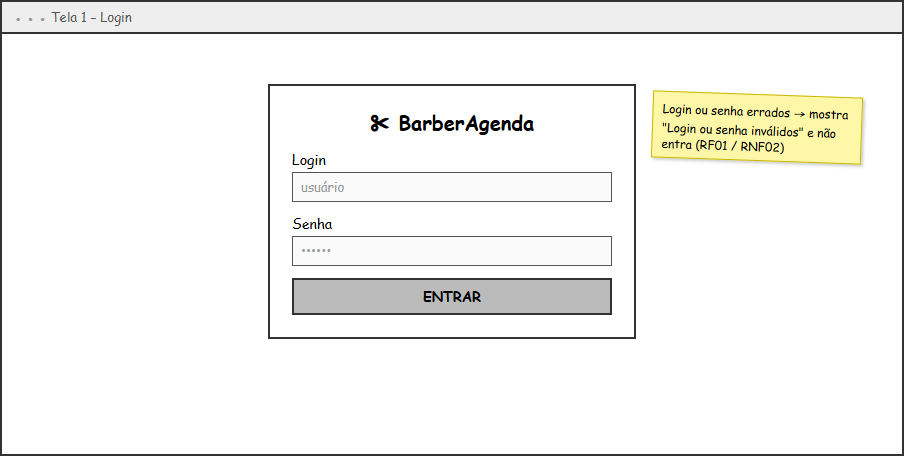 Tela 1 – Login
✂ BarberAgenda
Login
usuário
Senha
••••••
ENTRAR
Login ou senha errados → mostra
"Login ou senha inválidos" e não
entra (RF01 / RNF02)